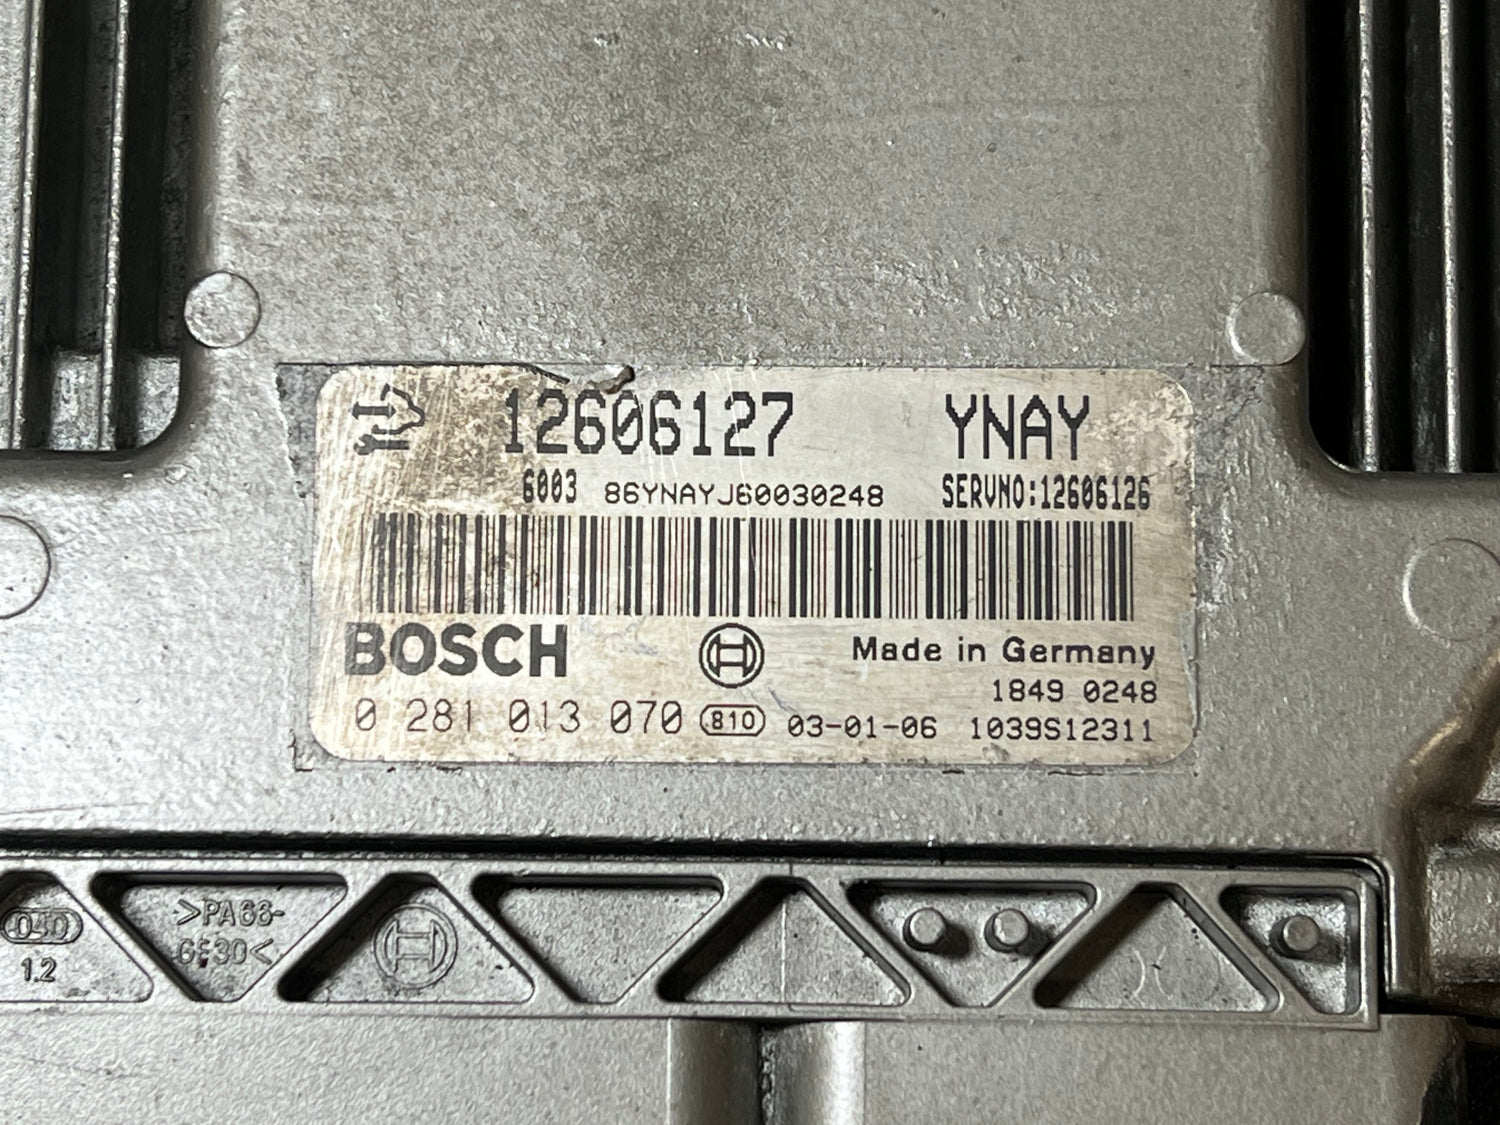 12606127 YNAY
6003 86YNAYJ60030248 SERVNO:12606126
BOSCH Made in Germany
1849 0248
0 281 013 070 810 03-01-06 1039S12311
040 >PA66-
1.2 GF30<